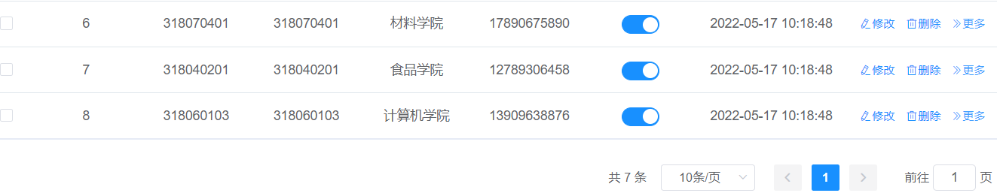 6 318070401 318070401 材料学院 17890675890 2022-05-17 10:18:48 修改 删除 更多
7 318040201 318040201 食品学院 12789306458 2022-05-17 10:18:48 修改 删除 更多
8 318060103 318060103 计算机学院 13909638876 2022-05-17 10:18:48 修改 删除 更多
共 7 条 10条/页 1 前往 1 页